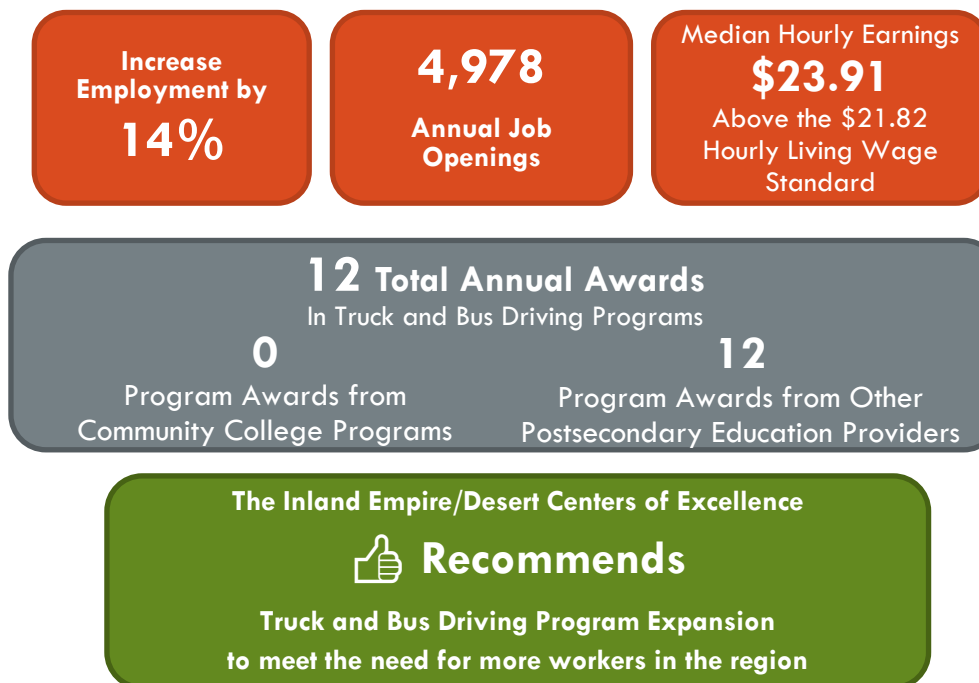 Increase
Employment by
14%
4,978
Annual Job
Openings
Median Hourly Earnings
$23.91
Above the $21.82
Hourly Living Wage
Standard
12 Total Annual Awards
In Truck and Bus Driving Programs
0
Program Awards from
Community College Programs
12
Program Awards from Other
Postsecondary Education Providers
The Inland Empire/Desert Centers of Excellence
Recommends
Truck and Bus Driving Program Expansion
to meet the need for more workers in the region